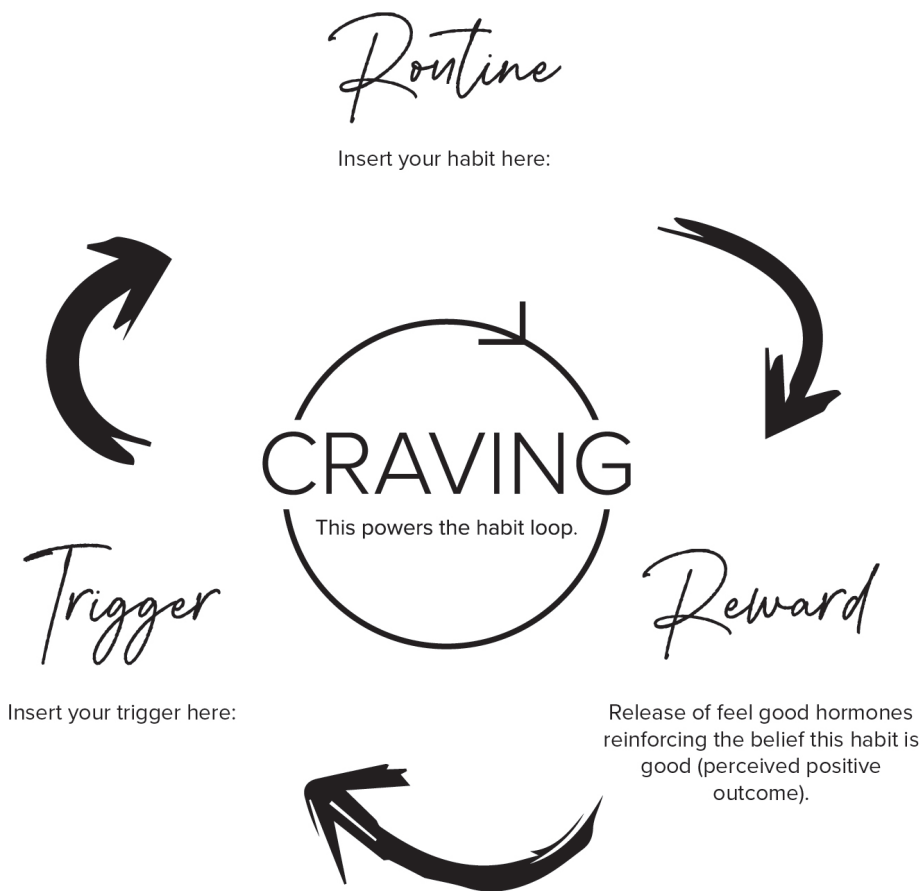 Routine
Insert your habit here:
CRAVING
This powers the habit loop.
Trigger
Insert your trigger here:
Reward
Release of feel good hormones
reinforcing the belief this habit is
good (perceived positive
outcome).